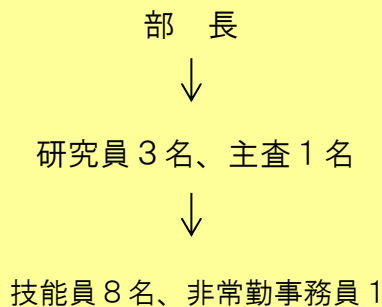 部　長
↓
研究員３名、主査１名
↓
技能員８名、非常勤事務員１